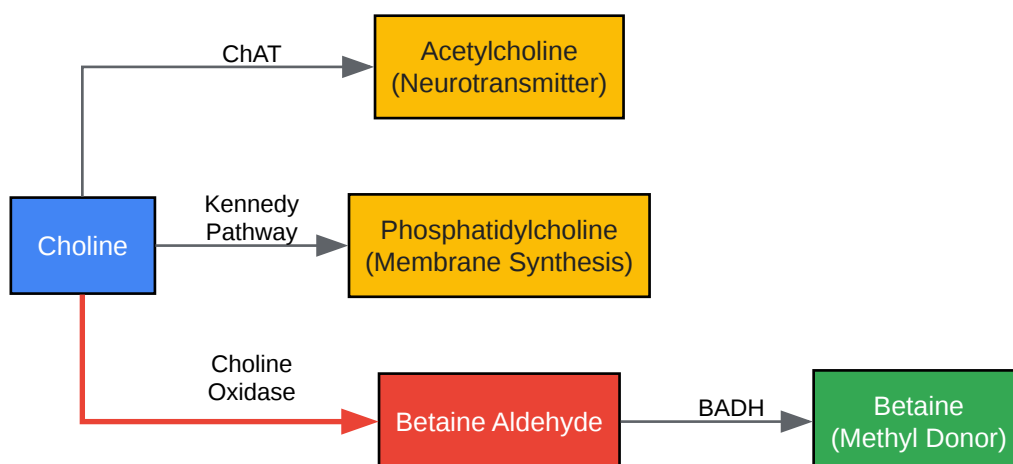 ChAT
Acetylcholine
(Neurotransmitter)
Choline
Kennedy
Pathway
Phosphatidylcholine
(Membrane Synthesis)
Choline
Oxidase
Betaine Aldehyde
BADH
Betaine
(Methyl Donor)